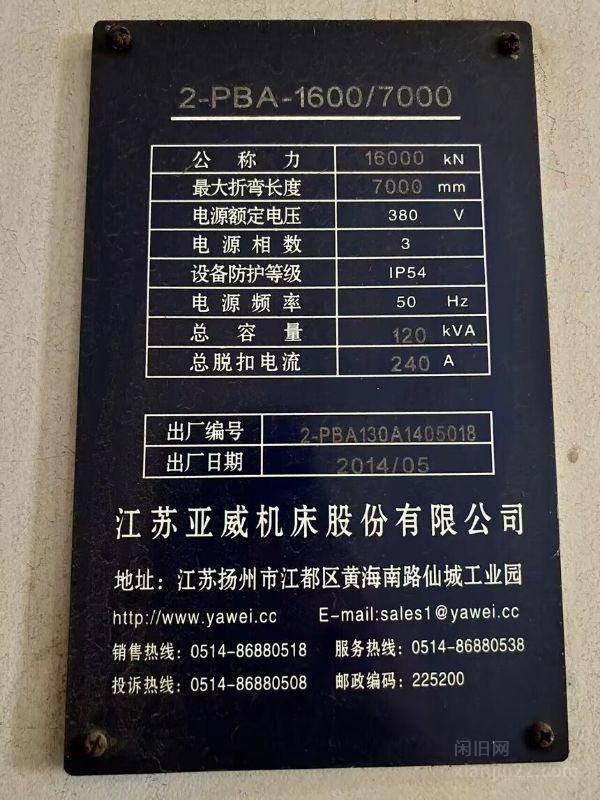 2-PBA-1600/7000
公称力 16000 kN
最大折弯长度 7000 mm
电源额定电压 380 V
电源相数 3
设备防护等级 IP54
电源频率 50 Hz
总容量 120 kVA
总脱扣电流 240 A
出厂编号 2-PBA130A1405018
出厂日期 2014/05
江苏亚威机床股份有限公司
地址：江苏扬州市江都区黄海南路仙城工业园
http://www.yawei.cc E-mail:sales1@yawei.cc
销售热线：0514-86880518 服务热线：0514-86880538
投诉热线：0514-86880508 邮政编码：225200
闲旧网
xianjiu22.com